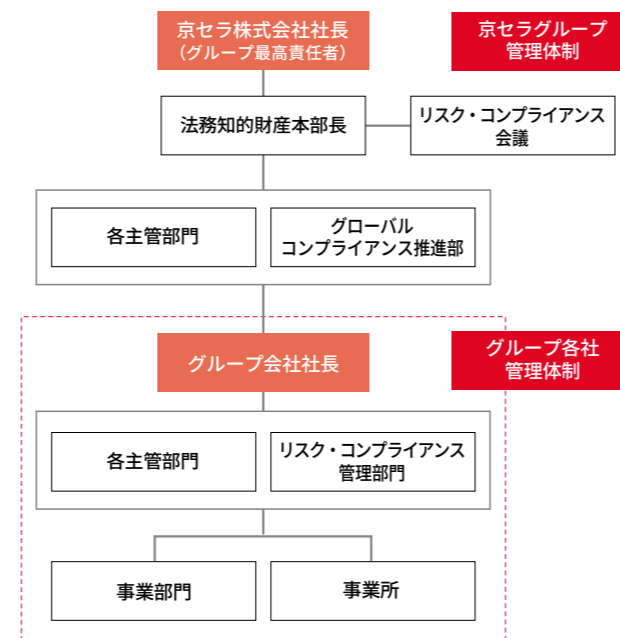 京セラ株式会社社長
（グループ最高責任者）
京セラグループ
管理体制
法務知的財産本部長
リスク・コンプライアンス
会議
各主管部門
グローバル
コンプライアンス推進部
グループ会社社長
グループ各社
管理体制
各主管部門
リスク・コンプライアンス
管理部門
事業部門
事業所